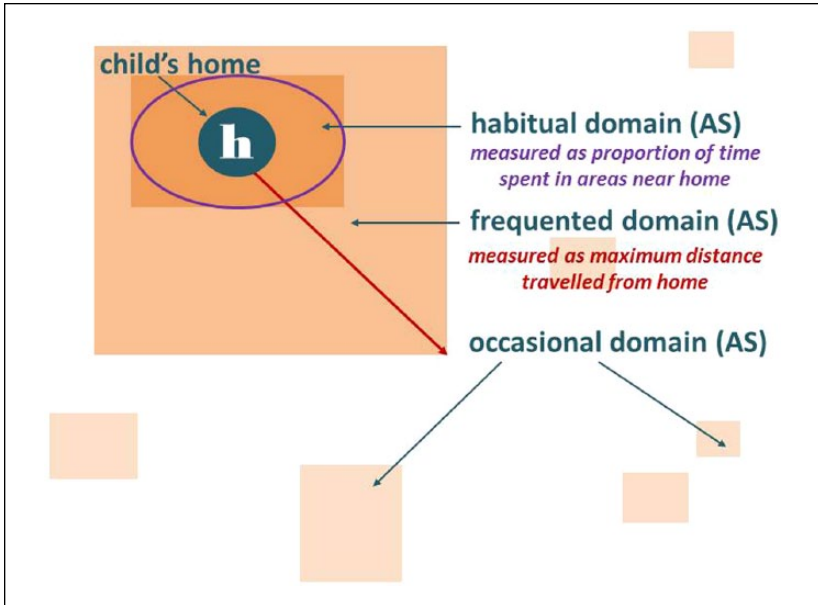 child's home
h
habitual domain (AS)
measured as proportion of time
spent in areas near home
frequented domain (AS)
measured as maximum distance
travelled from home
occasional domain (AS)